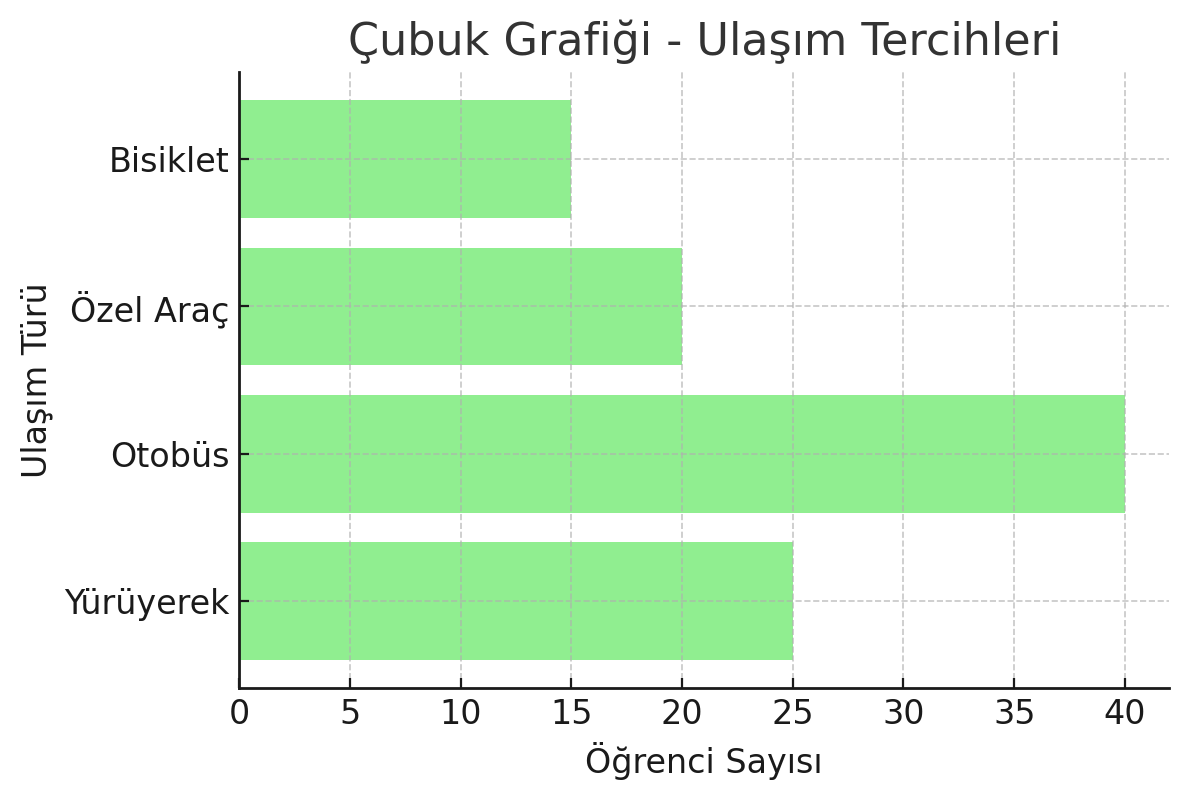 Çubuk Grafiği - Ulaşım Tercihleri
Bisiklet
Özel Araç
Otobüs
Yürüyerek
Ulaşım Türü
0 5 10 15 20 25 30 35 40
Öğrenci Sayısı